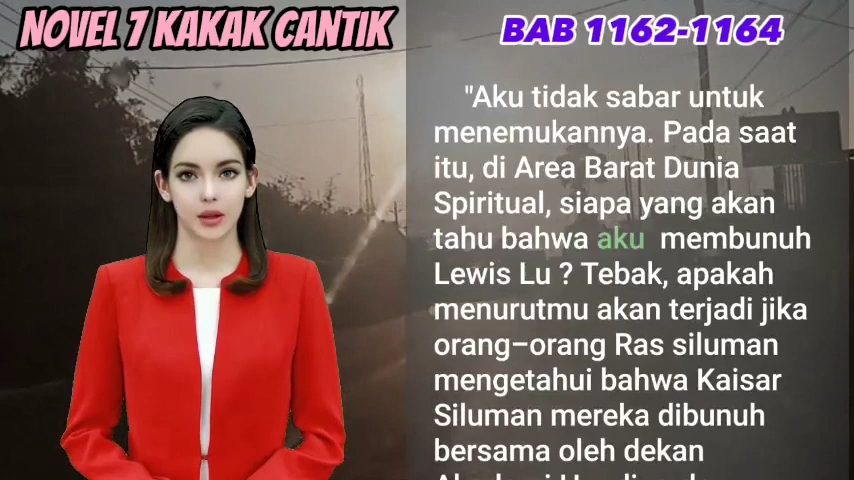 NOVEL 7 KAKAK CANTIK
BAB 1162-1164
"Aku tidak sabar untuk
menemukannya. Pada saat
itu, di Area Barat Dunia
Spiritual, siapa yang akan
tahu bahwa aku membunuh
Lewis Lu ? Tebak, apakah
menurutmu akan terjadi jika
orang–orang Ras siluman
mengetahui bahwa Kaisar
Siluman mereka dibunuh
bersama oleh dekan